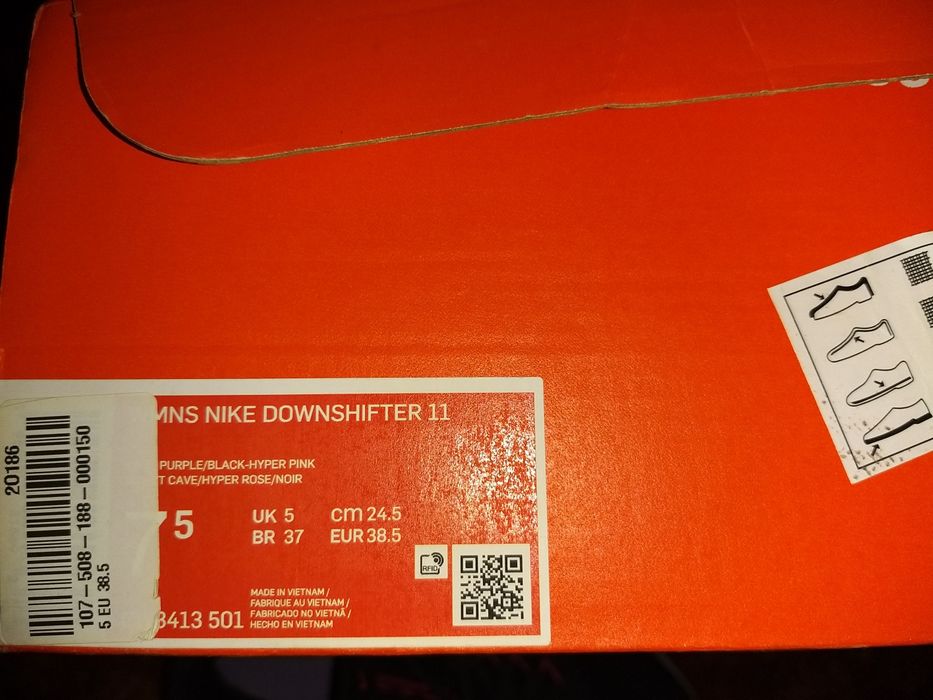 MNS NIKE DOWNSHIFTER 11
PURPLE/BLACK-HYPER PINK
T CAVE/HYPER ROSE/NOIR
75
UK 5
CM 24.5
BR 37
EUR 38.5
RFID
MADE IN VIETNAM /
FABRIQUE AU VIETNAM /
FABRICADO NO VIETNÃ /
HECHO EN VIETNAM
3413 501
20186
107-508-188-000150
5 EU 38.5